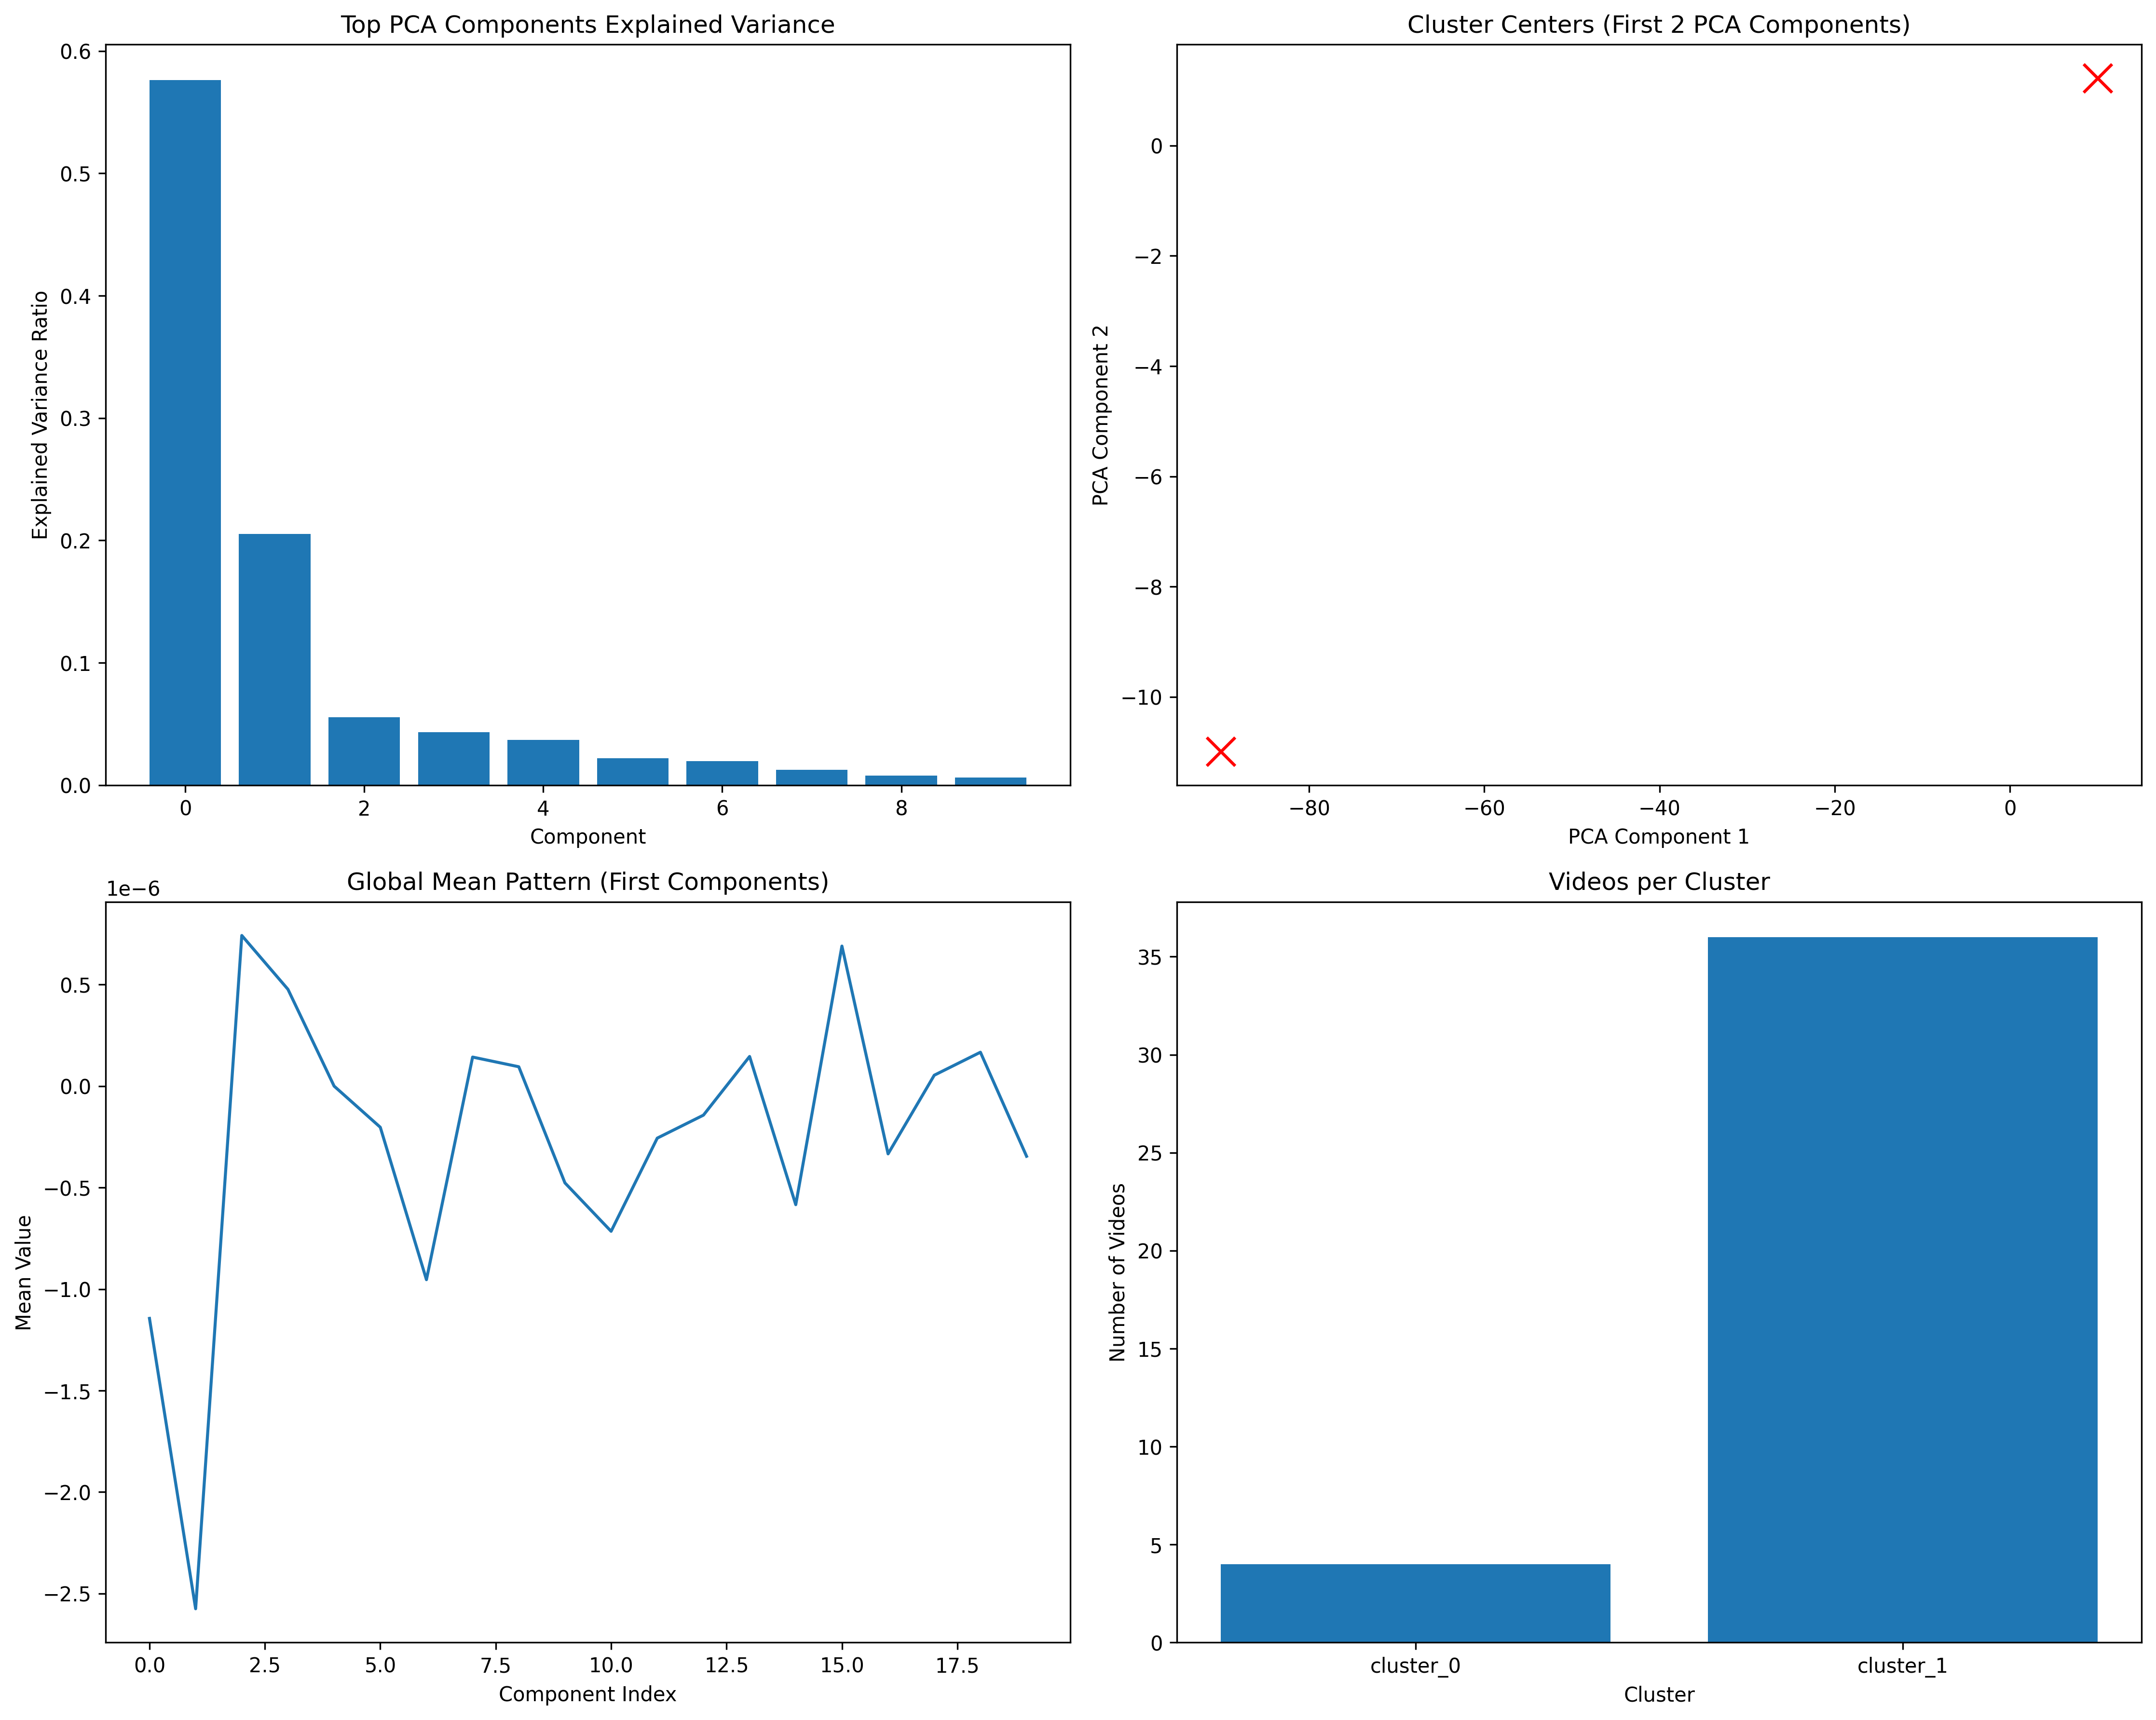 Top PCA Components Explained Variance
0.6
0.5
0.4
0.3
0.2
0.1
0.0
Explained Variance Ratio
0 2 4 6 8
Component
Cluster Centers (First 2 PCA Components)
0
−2
−4
−6
−8
−10
PCA Component 2
−80 −60 −40 −20 0
PCA Component 1
Global Mean Pattern (First Components)
1e−6
0.5
0.0
−0.5
−1.0
−1.5
−2.0
−2.5
Mean Value
0.0 2.5 5.0 7.5 10.0 12.5 15.0 17.5
Component Index
Videos per Cluster
35
30
25
20
15
10
5
0
Number of Videos
cluster_0 cluster_1
Cluster